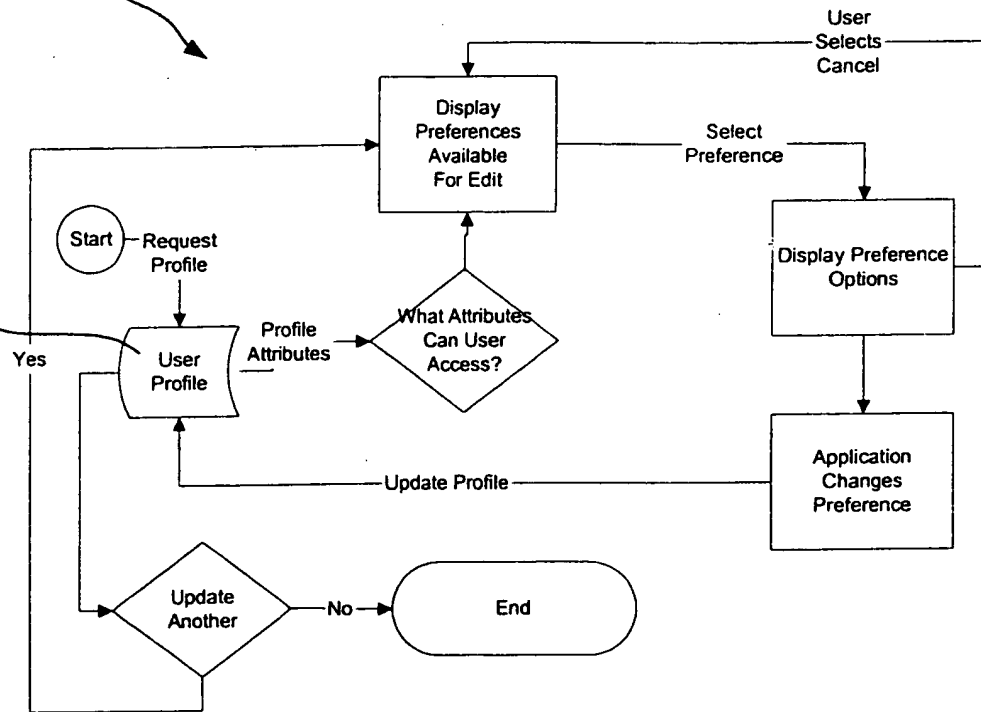 User
Selects
Cancel
Display
Preferences
Available
For Edit
Select
Preference
Start
Request
Profile
Display Preference
Options
What Attributes
Can User
Access?
Profile
Attributes
Yes
User
Profile
Application
Changes
Preference
Update Profile
Update
Another
No
End